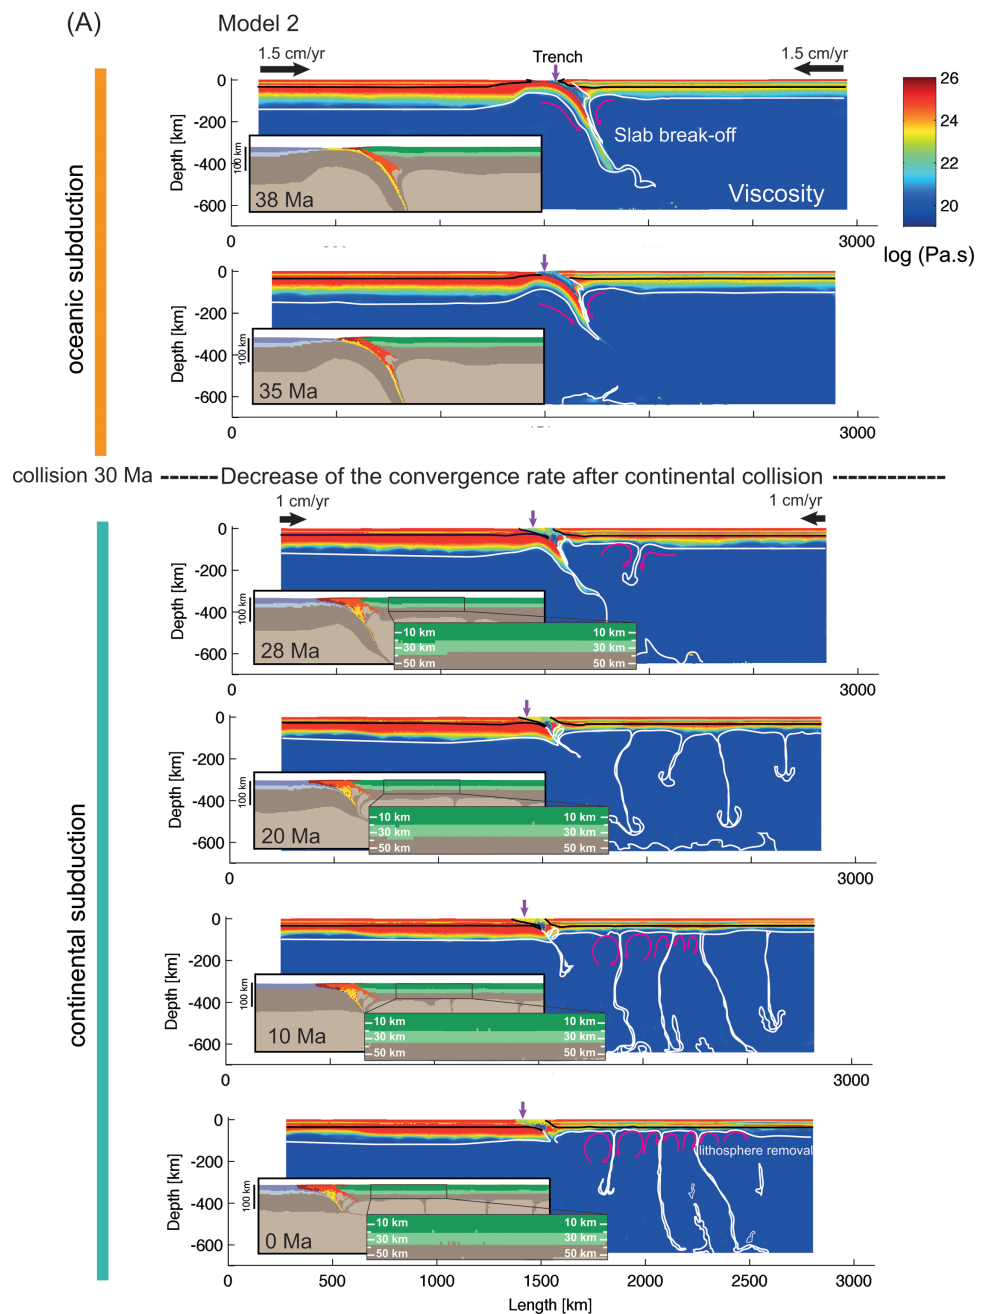 (A)
Model 2
1.5 cm/yr
Trench
1.5 cm/yr
0
-200
-400
-600
Depth [km]
100 km
38 Ma
Slab break-off
Viscosity
0
3000
26
24
22
20
log (Pa.s)
oceanic subduction
0
-200
-400
-600
Depth [km]
100 km
35 Ma
0
3000
collision 30 Ma
Decrease of the convergence rate after continental collision
1 cm/yr
1 cm/yr
continental subduction
0
-200
-400
-600
Depth [km]
100 km
28 Ma
10 km 10 km
30 km 30 km
50 km 50 km
0
3000
0
-200
-400
-600
Depth [km]
100 km
20 Ma
10 km 10 km
30 km 30 km
50 km 50 km
0
3000
0
-200
-400
-600
Depth [km]
100 km
10 Ma
10 km 10 km
30 km 30 km
50 km 50 km
0
3000
0
-200
-400
-600
Depth [km]
100 km
0 Ma
lithosphere removal
10 km 10 km
30 km 30 km
50 km 50 km
0 500 1000 1500 2000 2500 3000
Length [km]